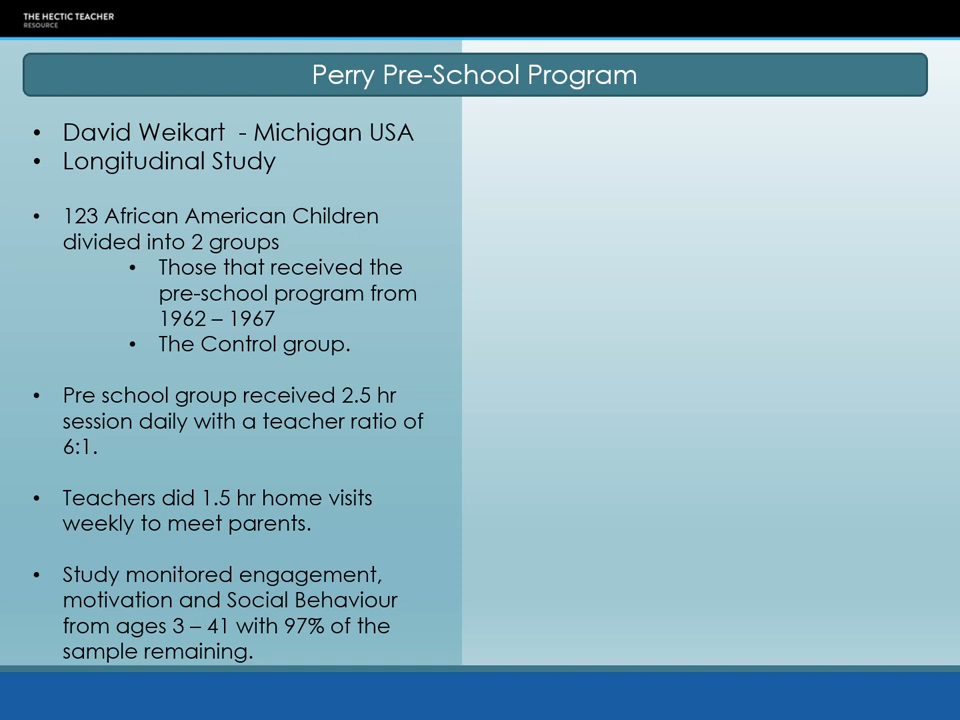 THE HECTIC TEACHER
RESOURCE
Perry Pre-School Program
• David Weikart - Michigan USA
• Longitudinal Study
• 123 African American Children
divided into 2 groups
• Those that received the
pre-school program from
1962 – 1967
• The Control group.
• Pre school group received 2.5 hr
session daily with a teacher ratio of
6:1.
• Teachers did 1.5 hr home visits
weekly to meet parents.
• Study monitored engagement,
motivation and Social Behaviour
from ages 3 – 41 with 97% of the
sample remaining.